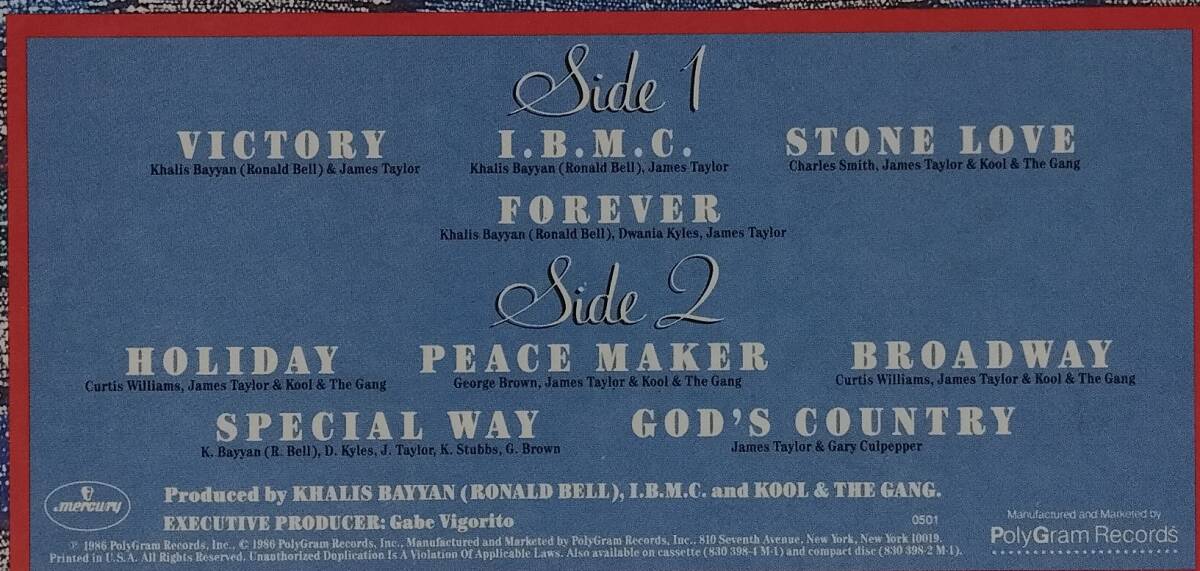 Side 1
VICTORY I.B.M.C. STONE LOVE
Khalis Bayyan (Ronald Bell) & James Taylor Khalis Bayyan (Ronald Bell), James Taylor Charles Smith, James Taylor & Kool & The Gang
FOREVER
Khalis Bayyan (Ronald Bell), Dwania Kyles, James Taylor
Side 2
HOLIDAY PEACE MAKER BROADWAY
Curtis Williams, James Taylor & Kool & The Gang George Brown, James Taylor & Kool & The Gang Curtis Williams, James Taylor & Kool & The Gang
SPECIAL WAY GOD'S COUNTRY
K. Bayyan (R. Bell), D. Kyles, J. Taylor, K. Stubbs, G. Brown James Taylor & Gary Culpepper
Produced by KHALIS BAYYAN (RONALD BELL), I.B.M.C. and KOOL & THE GANG.
mercury
EXECUTIVE PRODUCER: Gabe Vigorito 0501
Manufactured and Marketed by
PolyGram Records
℗ 1986 PolyGram Records, Inc., © 1986 PolyGram Records, Inc., Manufactured and Marketed by PolyGram Records, Inc., 810 Seventh Avenue, New York, New York 10019.
Printed in U.S.A. All Rights Reserved. Unauthorized Duplication Is A Violation Of Applicable Laws. Also available on cassette (830 398-4 M-1) and compact disc (830 398-2 M-1).